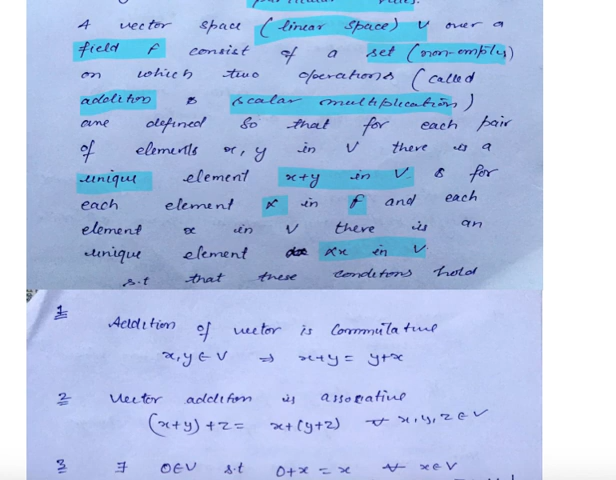 A vector space (linear space) V over a
field F consist of a set (non-empty)
on which two operations (called
addition & scalar multiplication)
are defined so that for each pair
of elements x, y in V there is a
unique element x+y in V & for
each element α in F and each
element x in V there is an
unique element αx in V.
s.t that these conditons hold
1 Addition of vector is Commutative
x,y ∈ V ⇒ x+y = y+x
2 Vector addition is associative
(x+y)+z = x+(y+z) ∀ x,y,z ∈ V
3 ∃ 0∈V s.t 0+x = x ∀ x∈V